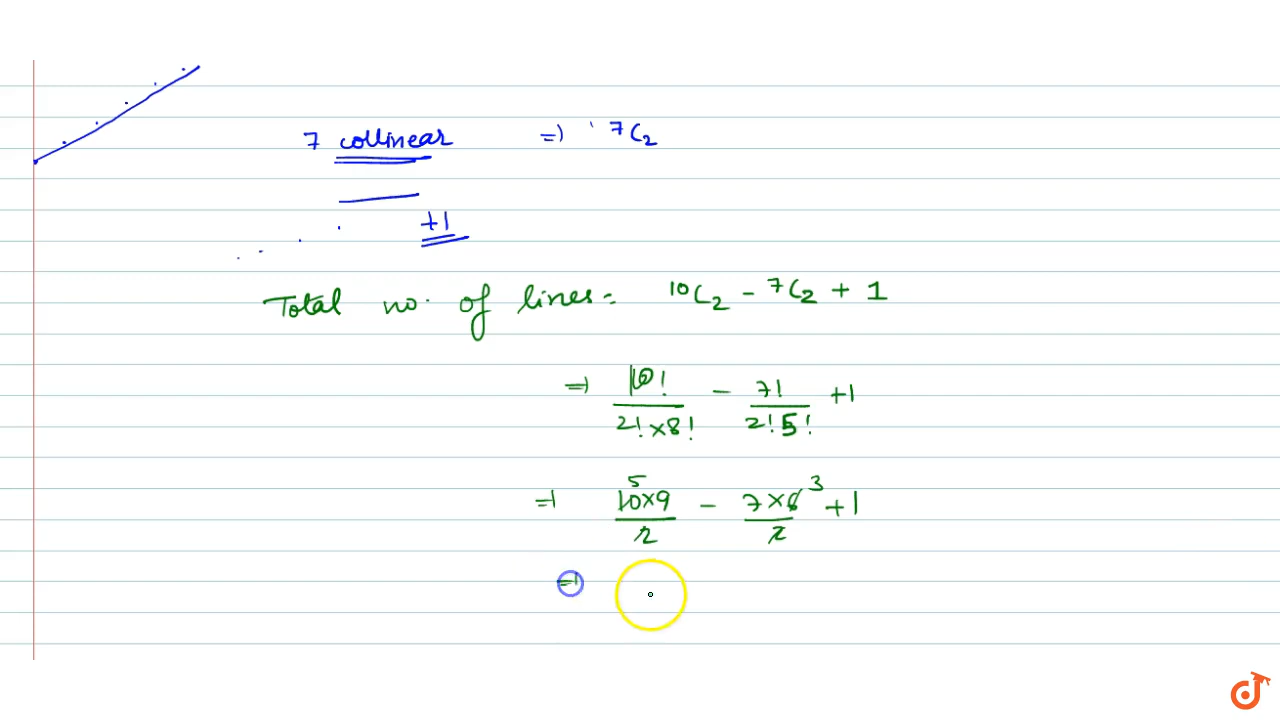 7 collinear => ⁷C₂
+1
Total no. of lines = ¹⁰C₂ - ⁷C₂ + 1
=> 10!/2!×8! - 7!/2!5! +1
=> 10×9/2 5 - 7×6/2 3 +1
=>